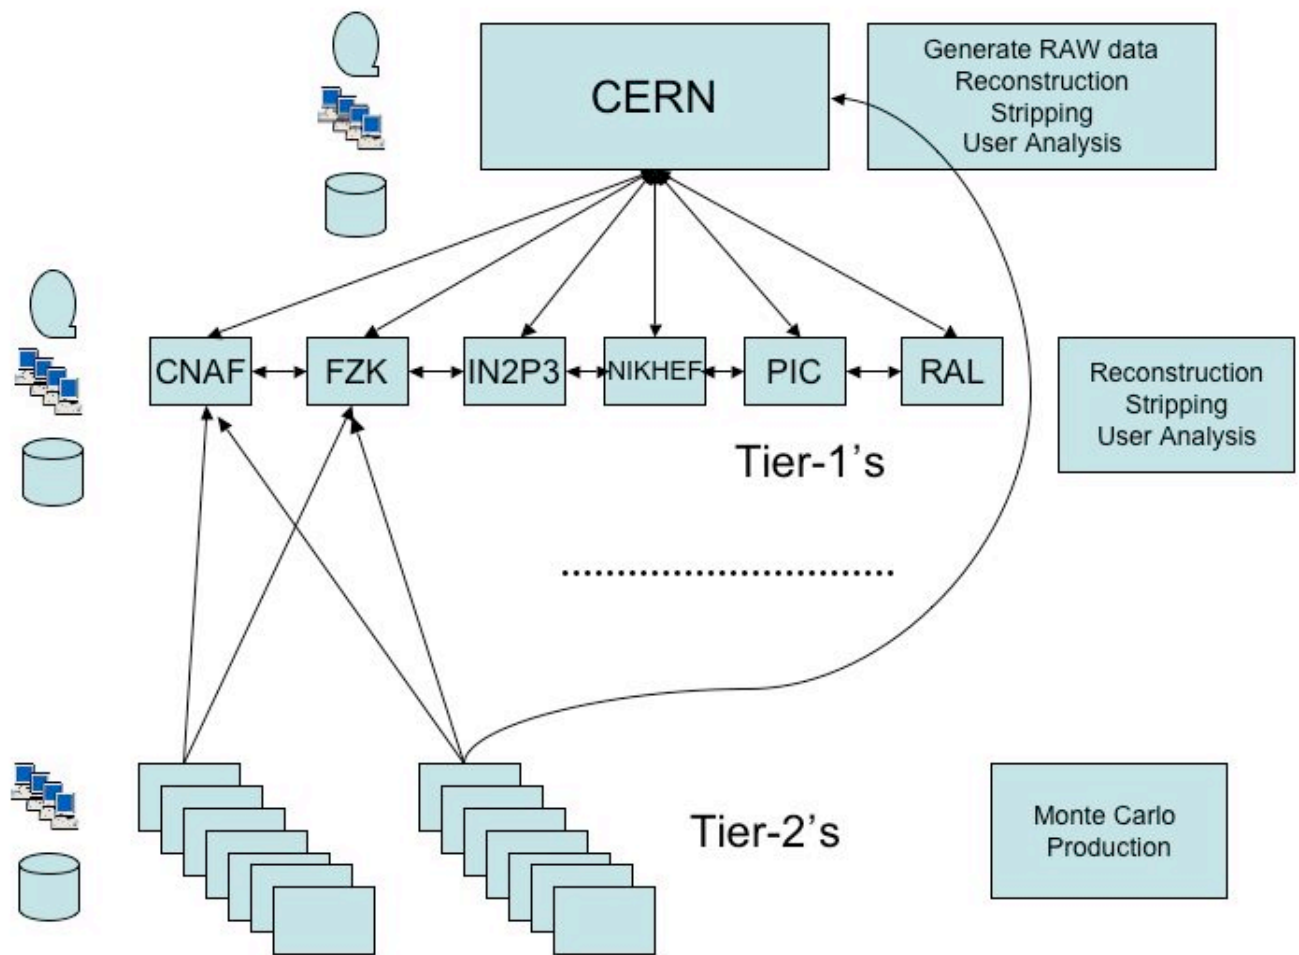 CERN
Generate RAW data
Reconstruction
Stripping
User Analysis
CNAF
FZK
IN2P3
NIKHEF
PIC
RAL
Reconstruction
Stripping
User Analysis
Tier-1's
Tier-2's
Monte Carlo
Production